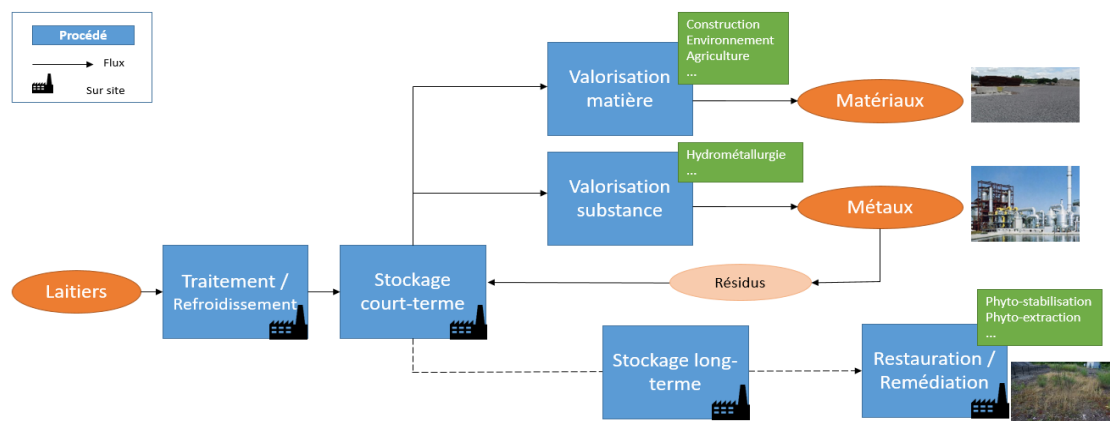 Procédé
Flux
Sur site
Construction
Environnement
Agriculture
...
Valorisation
matière
Matériaux
Hydrométallurgie
...
Valorisation
substance
Métaux
Laitiers
Traitement /
Refroidissement
Stockage
court-terme
Résidus
Phyto-stabilisation
Phyto-extraction
...
Stockage long-
terme
Restauration /
Remédiation